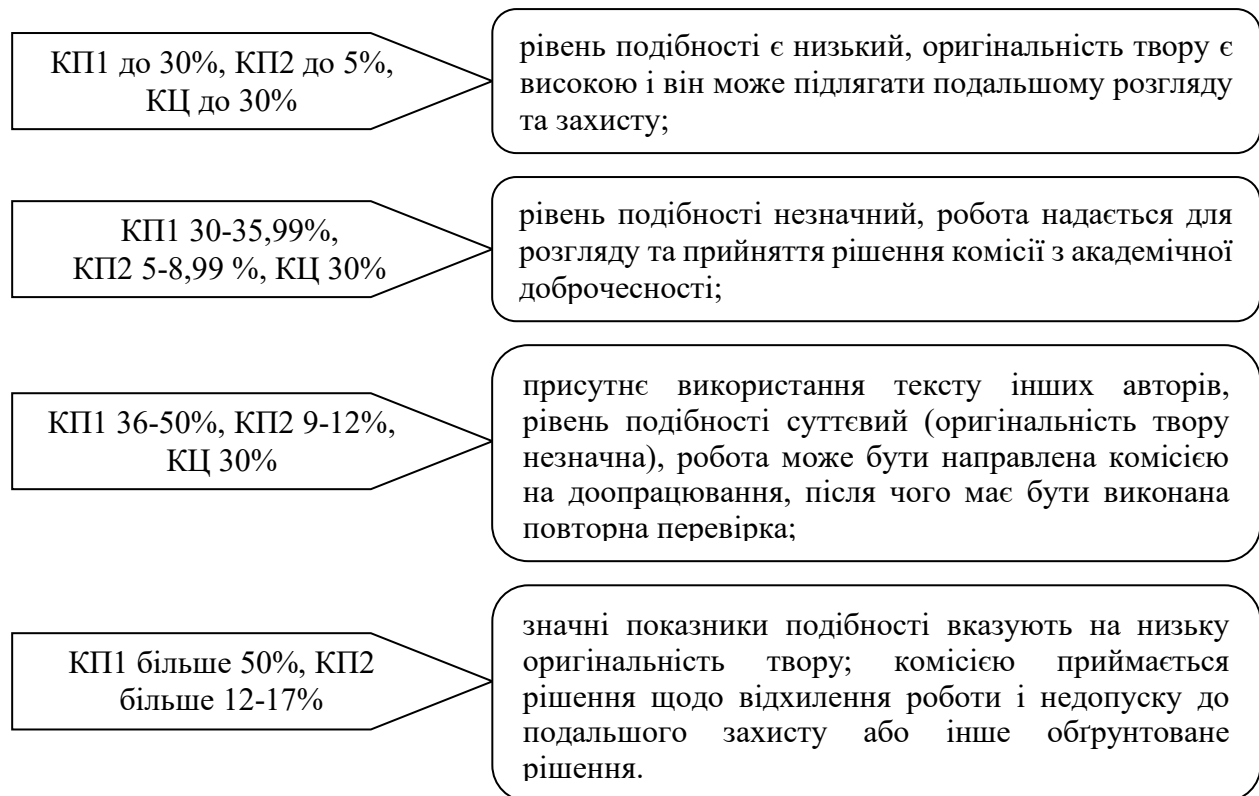 КП1 до 30%, КП2 до 5%,
КЦ до 30%
рівень подібності є низький, оригінальність твору є
високою і він може підлягати подальшому розгляду
та захисту;
КП1 30-35,99%,
КП2 5-8,99 %, КЦ 30%
рівень подібності незначний, робота надається для
розгляду та прийняття рішення комісії з академічної
доброчесності;
КП1 36-50%, КП2 9-12%,
КЦ 30%
присутнє використання тексту інших авторів,
рівень подібності суттєвий (оригінальність твору
незначна), робота може бути направлена комісією
на доопрацювання, після чого має бути виконана
повторна перевірка;
КП1 більше 50%, КП2
більше 12-17%
значні показники подібності вказують на низьку
оригінальність твору; комісією приймається
рішення щодо відхилення роботи і недопуску до
подальшого захисту або інше обґрунтоване
рішення.